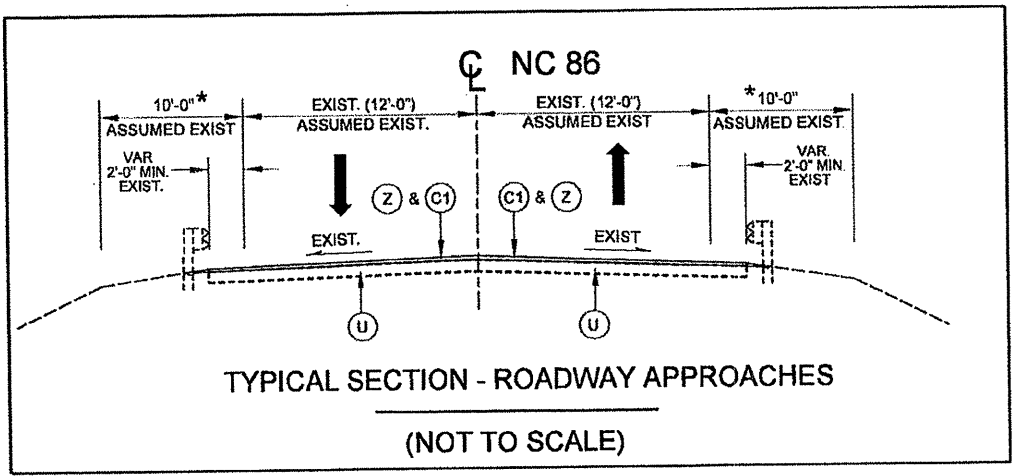 ℄ NC 86
10'-0"*
ASSUMED EXIST
EXIST. (12'-0")
ASSUMED EXIST.
EXIST. (12'-0")
ASSUMED EXIST
*10'-0"
ASSUMED EXIST.
VAR
2'-0" MIN.
EXIST.
VAR.
2'-0" MIN.
EXIST
Z & C1
C1 & Z
EXIST.
EXIST
U
U
TYPICAL SECTION - ROADWAY APPROACHES
(NOT TO SCALE)